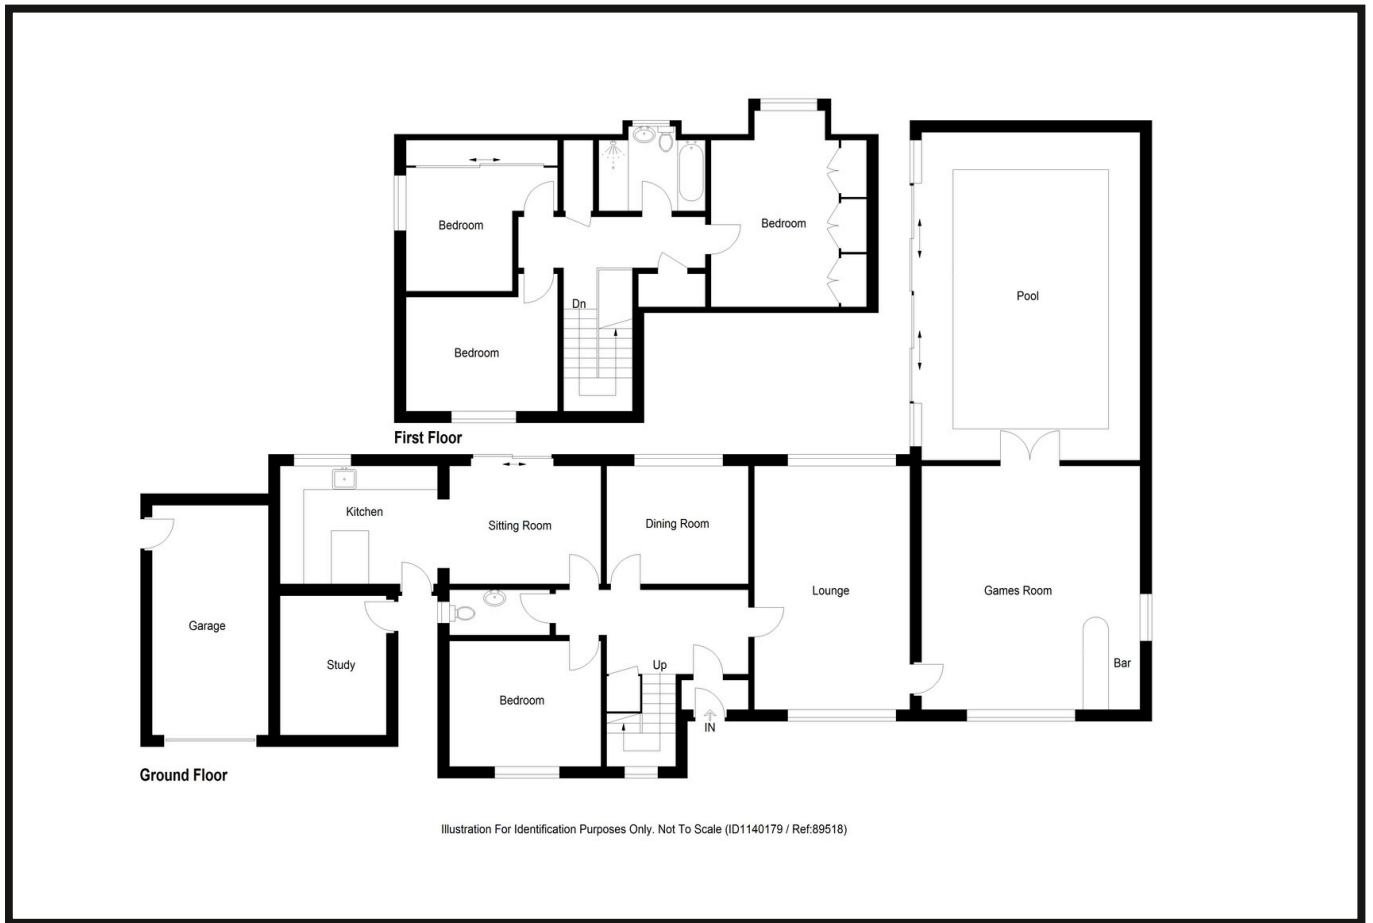 Bedroom
Bedroom
Bedroom
Dn
Pool
First Floor
Kitchen
Sitting Room
Dining Room
Lounge
Games Room
Garage
Study
Bedroom
Up
Bar
IN
Ground Floor
Illustration For Identification Purposes Only. Not To Scale (ID1140179 / Ref:89518)